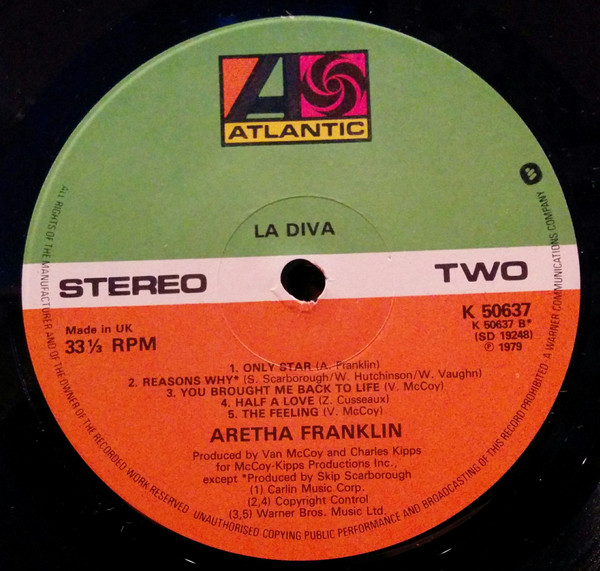 ATLANTIC
LA DIVA
STEREO
TWO
Made in UK
33⅓ RPM
K 50637
K 50637 B*
(SD 19248)
℗ 1979
1. ONLY STAR (A. Franklin)
2. REASONS WHY* (S. Scarborough/W. Hutchinson/W. Vaughn)
3. YOU BROUGHT ME BACK TO LIFE (V. McCoy)
4. HALF A LOVE (Z. Cusseaux)
5. THE FEELING (V. McCoy)
ARETHA FRANKLIN
Produced by Van McCoy and Charles Kipps
for McCoy-Kipps Productions Inc.,
except *Produced by Skip Scarborough
(1) Carlin Music Corp.
(2,4) Copyright Control
(3,5) Warner Bros. Music Ltd.
ALL RIGHTS OF THE MANUFACTURER AND OF THE OWNER OF THE RECORDED WORK RESERVED. UNAUTHORISED COPYING PUBLIC PERFORMANCE AND BROADCASTING OF THIS RECORD PROHIBITED. A WARNER COMMUNICATIONS COMPANY